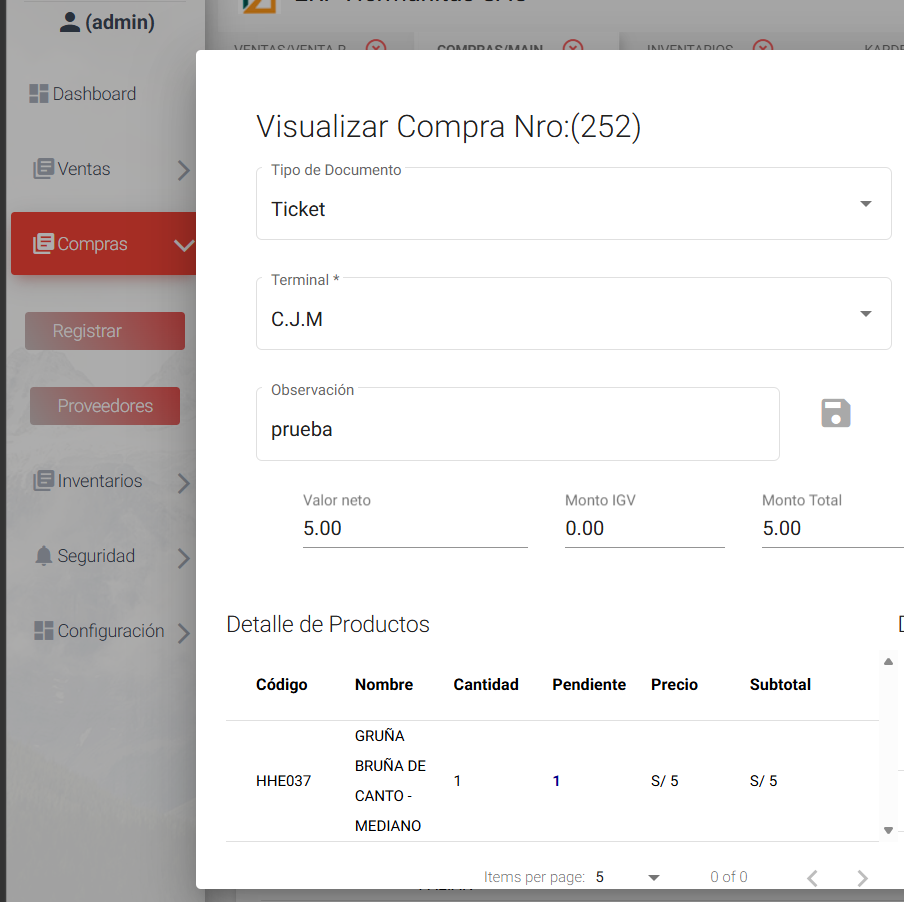 (admin)
Dashboard
Ventas
Compras
Registrar
Proveedores
Inventarios
Seguridad
Configuración
COMPRAS/MAIN
INVENTARIOS
Visualizar Compra Nro:(252)
Tipo de Documento
Ticket
Terminal *
C.J.M
Observación
prueba
Valor neto Monto IGV Monto Total
5.00 0.00 5.00
Detalle de Productos
Código Nombre Cantidad Pendiente Precio Subtotal
HHE037 GRUÑA BRUÑA DE CANTO - MEDIANO 1 1 S/ 5 S/ 5
Items per page: 5 0 of 0